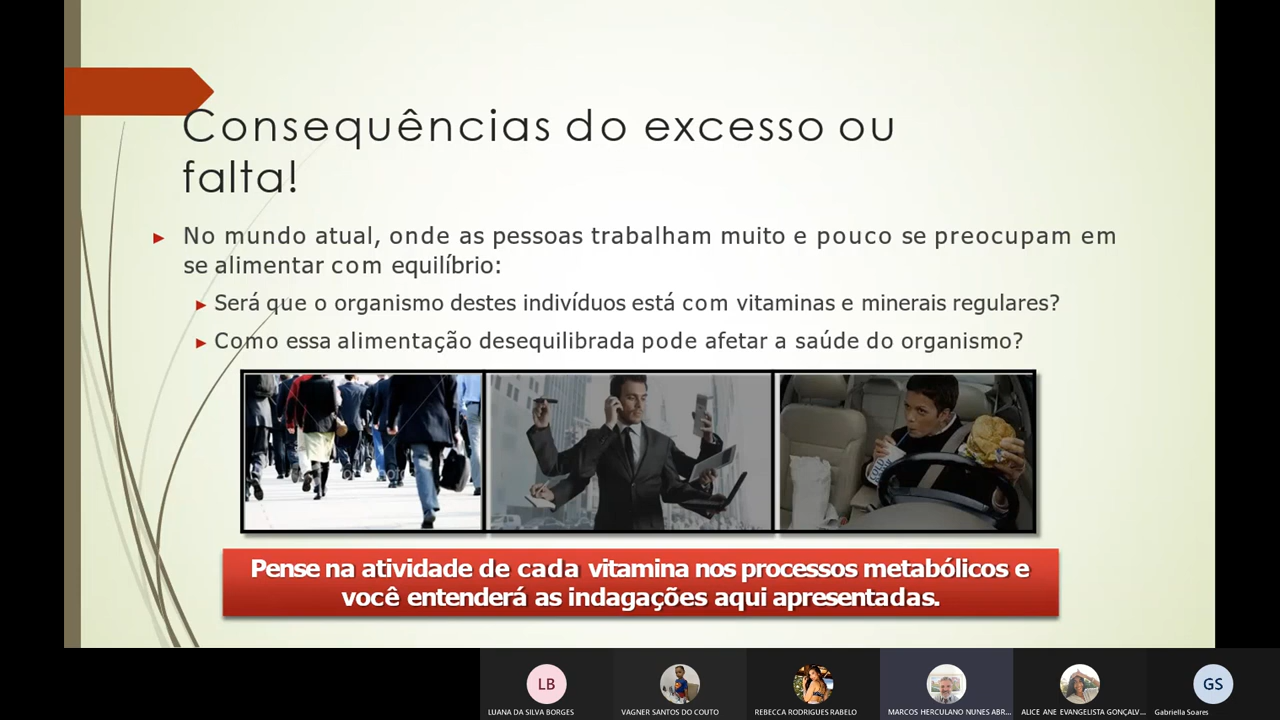 Consequências do excesso ou
falta!
No mundo atual, onde as pessoas trabalham muito e pouco se preocupam em
se alimentar com equilíbrio:
Será que o organismo destes indivíduos está com vitaminas e minerais regulares?
Como essa alimentação desequilibrada pode afetar a saúde do organismo?
Pense na atividade de cada vitamina nos processos metabólicos e
você entenderá as indagações aqui apresentadas.
LB
GS
LUANA DA SILVA BORGES
VAGNER SANTOS DO COUTO
REBECCA RODRIGUES RABELO
MARCOS HERCULANO NUNES ABR...
ALICE ANE EVANGELISTA GONÇALV...
Gabriella Soares